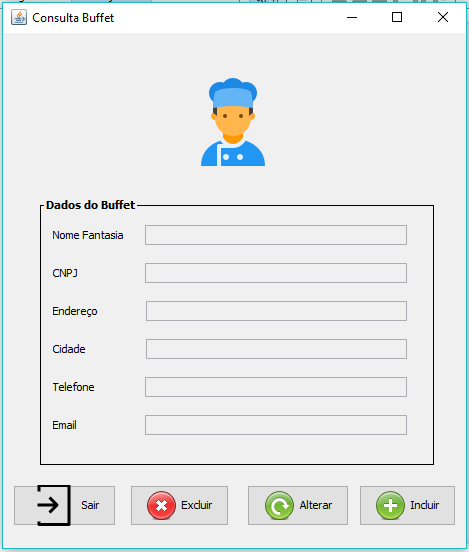 Consulta Buffet
Dados do Buffet
Nome Fantasia
CNPJ
Endereço
Cidade
Telefone
Email
Sair Excluir Alterar Incluir